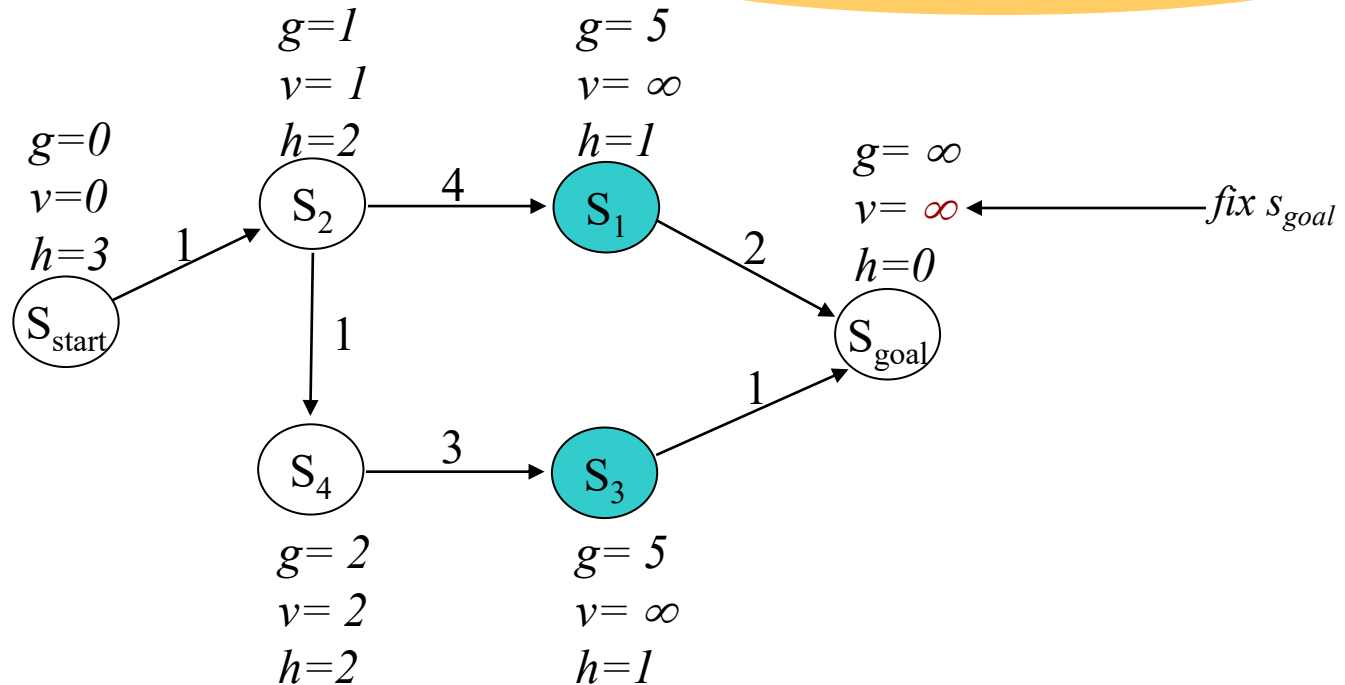 g=1
v= 1
h=2
g= 5
v= ∞
h=1
g=0
v=0
h=3
g= ∞
v= ∞
h=0
fix s_goal
1
S_2
4
S_1
2
S_start
1
S_goal
1
S_4
3
S_3
g= 2
v= 2
h=2
g= 5
v= ∞
h=1